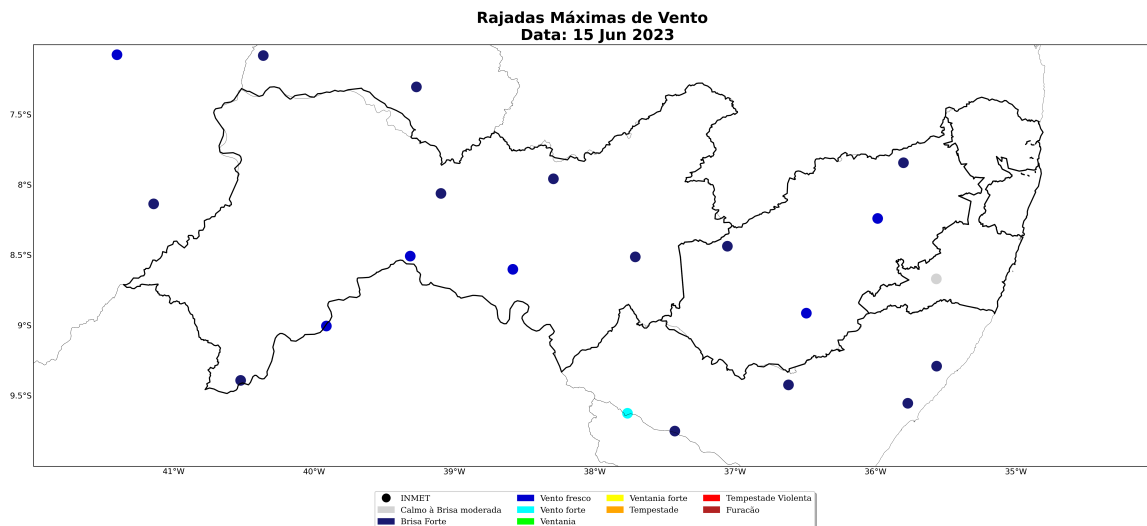 Rajadas Máximas de Vento
Data: 15 Jun 2023
7.5°S
8°S
8.5°S
9°S
9.5°S
41°W 40°W 39°W 38°W 37°W 36°W 35°W
INMET Vento fresco Ventania forte Tempestade Violenta
Calmo à Brisa moderada Vento forte Tempestade Furacão
Brisa Forte Ventania